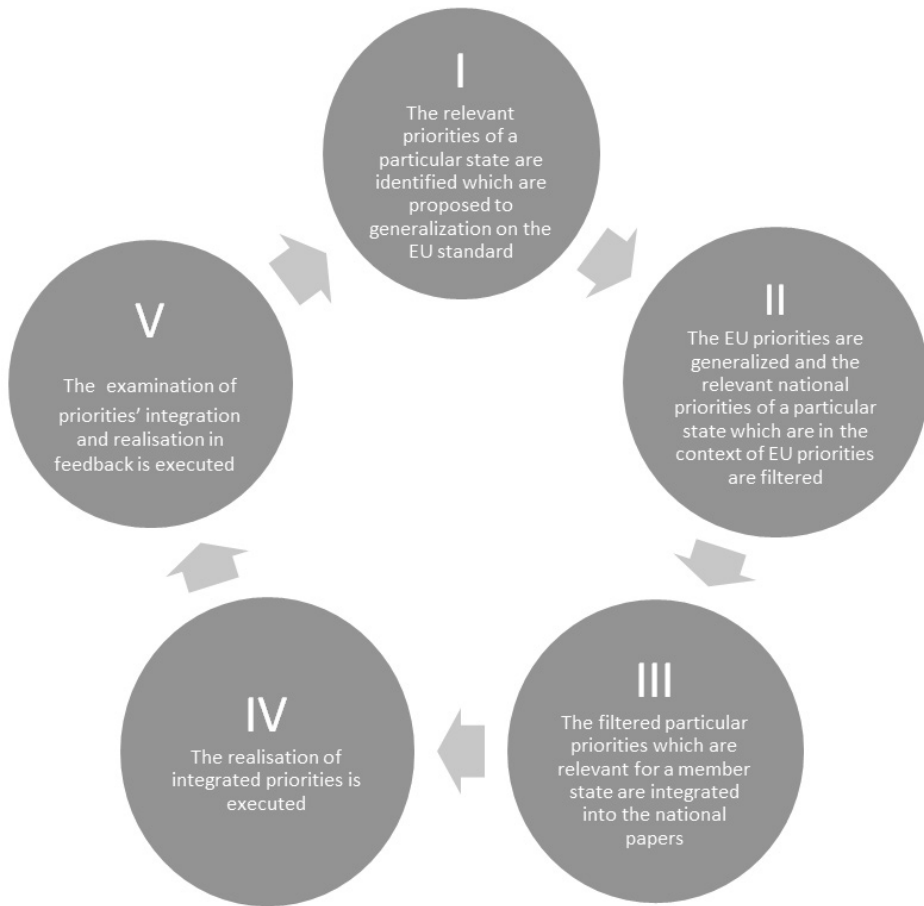 I
The relevant
priorities of a
particular state are
identified which are
proposed to
generalization on the
EU standard
II
The EU priorities are
generalized and the
relevant national
priorities of a particular
state which are in the
context of EU priorities
are filtered
III
The filtered particular
priorities which are
relevant for a member
state are integrated
into the national
papers
IV
The realisation of
integrated priorities is
executed
V
The examination of
priorities’ integration
and realisation in
feedback is executed